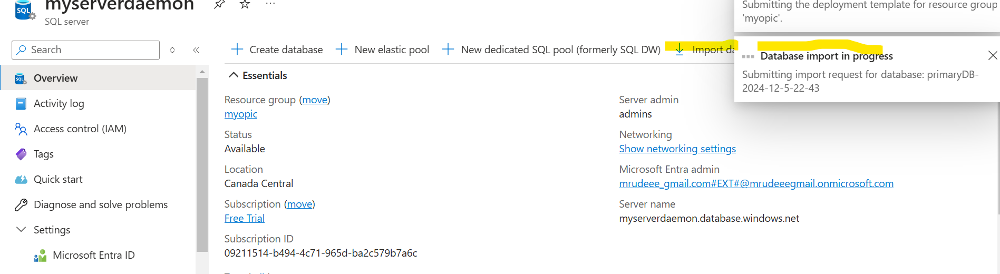 myserverdaemon
SQL server
Submitting the deployment template for resource group
'myopic'.
Search
Create database
New elastic pool
New dedicated SQL pool (formerly SQL DW)
Import da
Database import in progress
Submitting import request for database: primaryDB-
2024-12-5-22-43
Overview
Activity log
Access control (IAM)
Tags
Quick start
Diagnose and solve problems
Settings
Microsoft Entra ID
Essentials
Resource group (move)
myopic
Status
Available
Location
Canada Central
Subscription (move)
Free Trial
Subscription ID
09211514-b494-4c71-965d-ba2c579b7a6c
Server admin
admins
Networking
Show networking settings
Microsoft Entra admin
mrudeee_gmail.com#EXT#@mrudeeegmail.onmicrosoft.com
Server name
myserverdaemon.database.windows.net